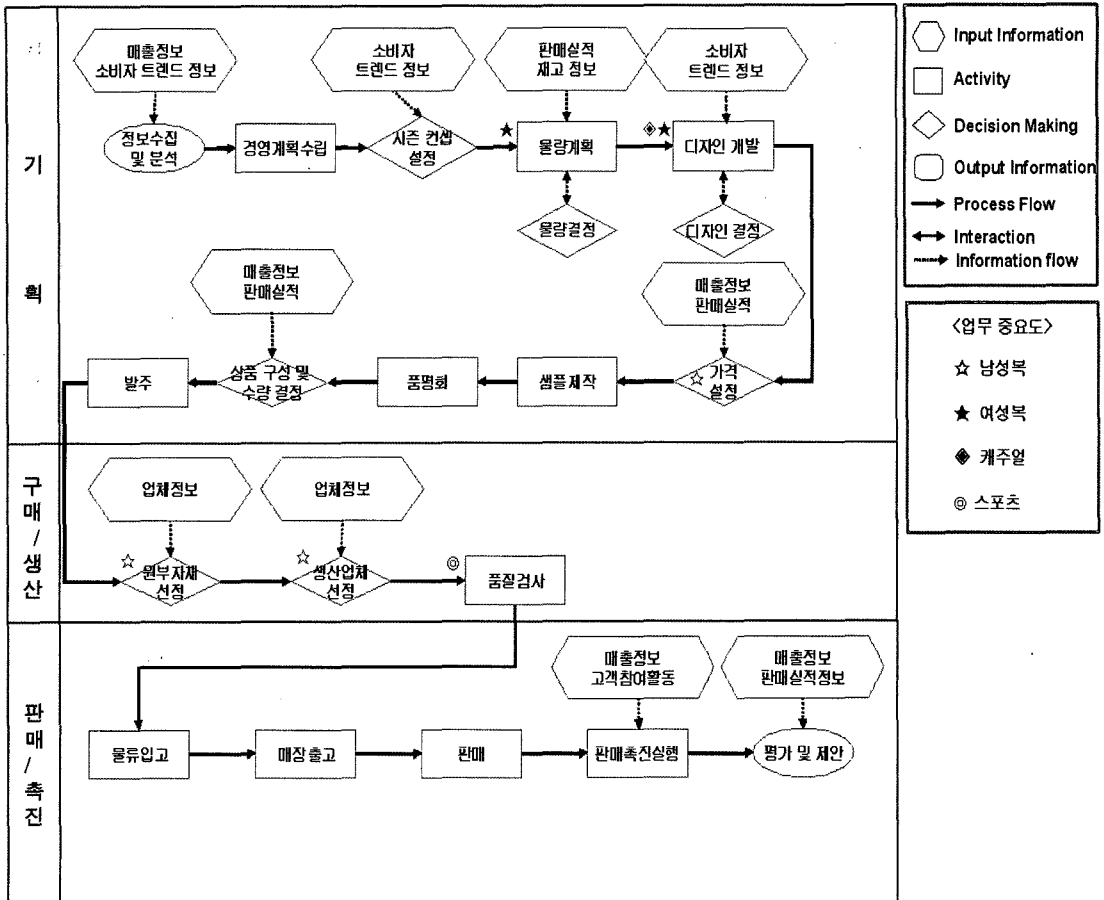 기
획
매출정보
소비자 트렌드 정보
소비자
트렌드 정보
판매실적
재고 정보
소비자
트렌드 정보
정보수집
및 분석
경영계획수립
시즌 컨셉
설정
★
물량계획
◈★
디자인 개발
물량결정
디자인 결정
매출정보
판매실적
매출정보
판매실적
발주
상품 구성 및
수량 결정
품평회
샘플제작
☆가격
설정
구
매
/
생
산
업체정보
업체정보
☆
원부자재
선정
☆
생산업체
선정
◎
품질검사
판
매
/
촉
진
매출정보
고객참여활동
매출정보
판매실적정보
물류입고
매장출고
판매
판매촉진실행
평가 및 제안
Input Information
Activity
Decision Making
Output Information
Process Flow
Interaction
Information flow
〈업무 중요도〉
☆ 남성복
★ 여성복
◈ 캐주얼
◎ 스포츠